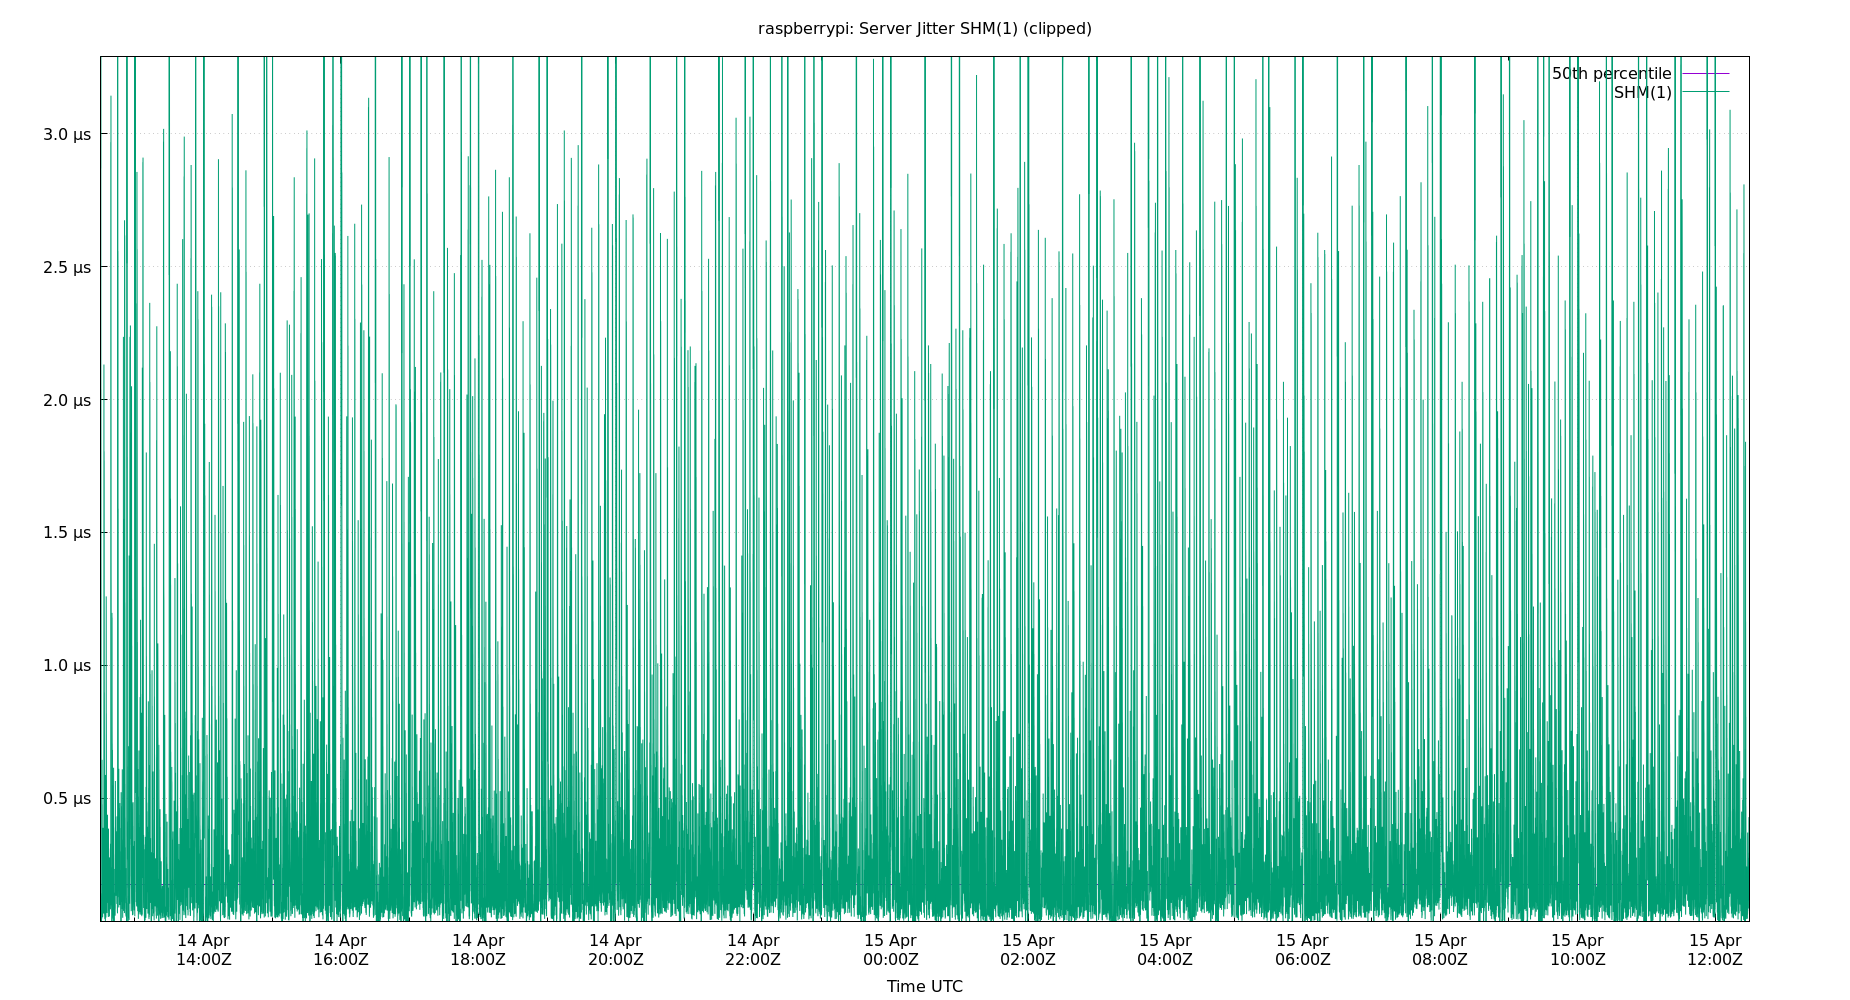 raspberrypi: Server Jitter SHM(1) (clipped)
50th percentile
SHM(1)
3.0 µs
2.5 µs
2.0 µs
1.5 µs
1.0 µs
0.5 µs
14 Apr 14 Apr 14 Apr 14 Apr 14 Apr 15 Apr 15 Apr 15 Apr 15 Apr 15 Apr 15 Apr 15 Apr
14:00Z 16:00Z 18:00Z 20:00Z 22:00Z 00:00Z 02:00Z 04:00Z 06:00Z 08:00Z 10:00Z 12:00Z
Time UTC